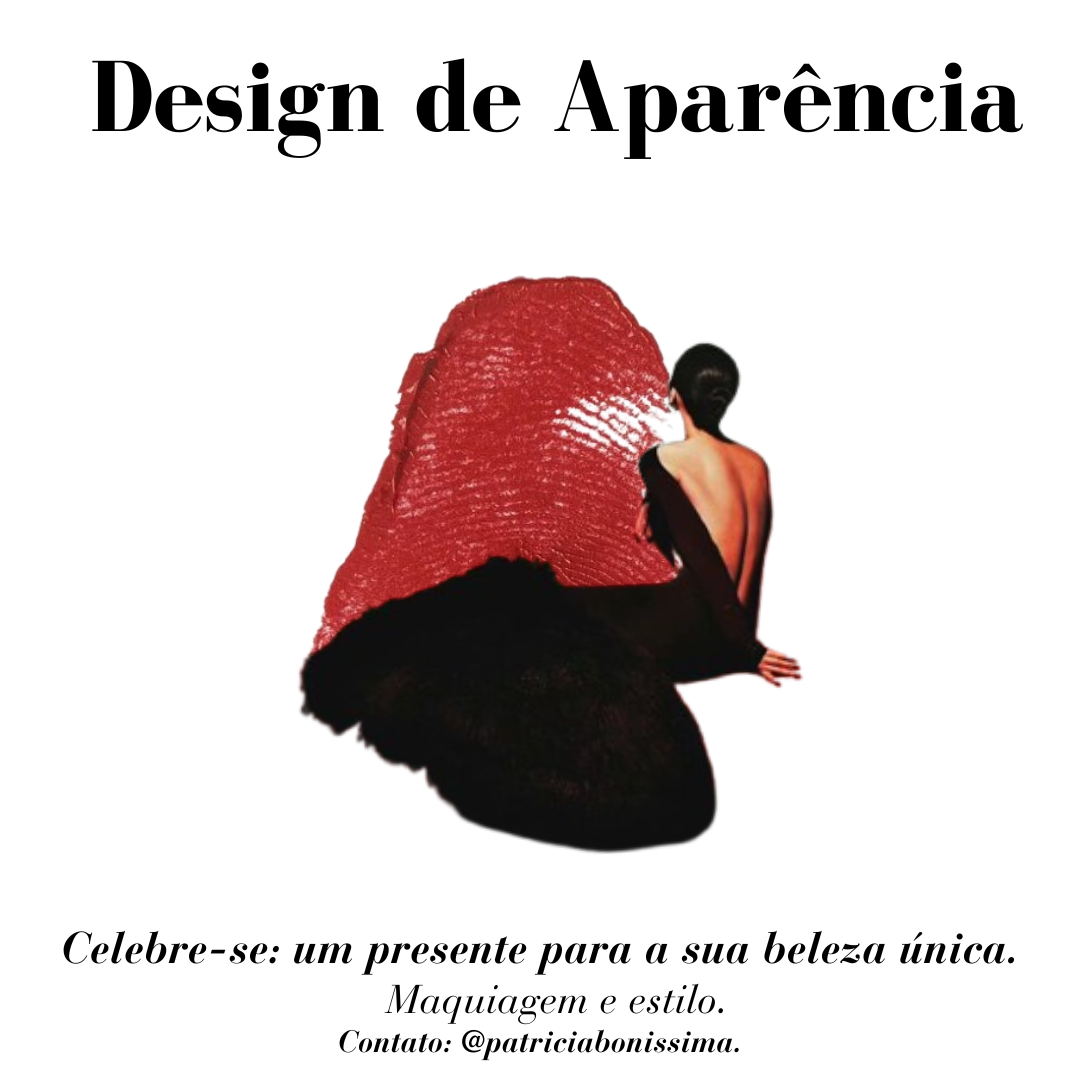 Design de Aparência
Celebre-se: um presente para a sua beleza única.
Maquiagem e estilo.
Contato: @patriciabonissima.